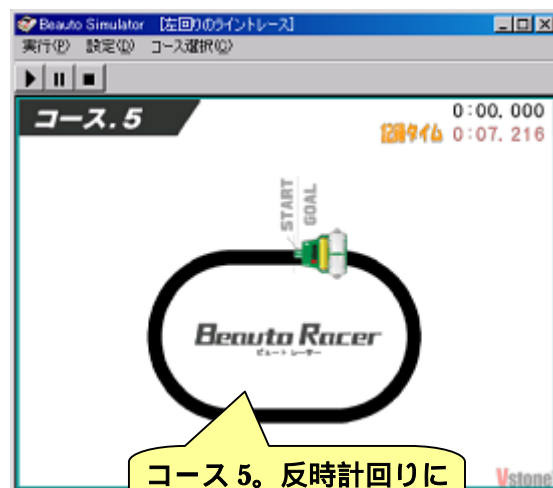 Beauto Simulator [左回りのライントレース]
実行(P) 設定(D) コース選択(C)
コース.5
0:00.000
記録タイム 0:07.216
START
GOAL
Beauto Racer
ビュート レーサー
コース 5。反時計回りに
Vstone